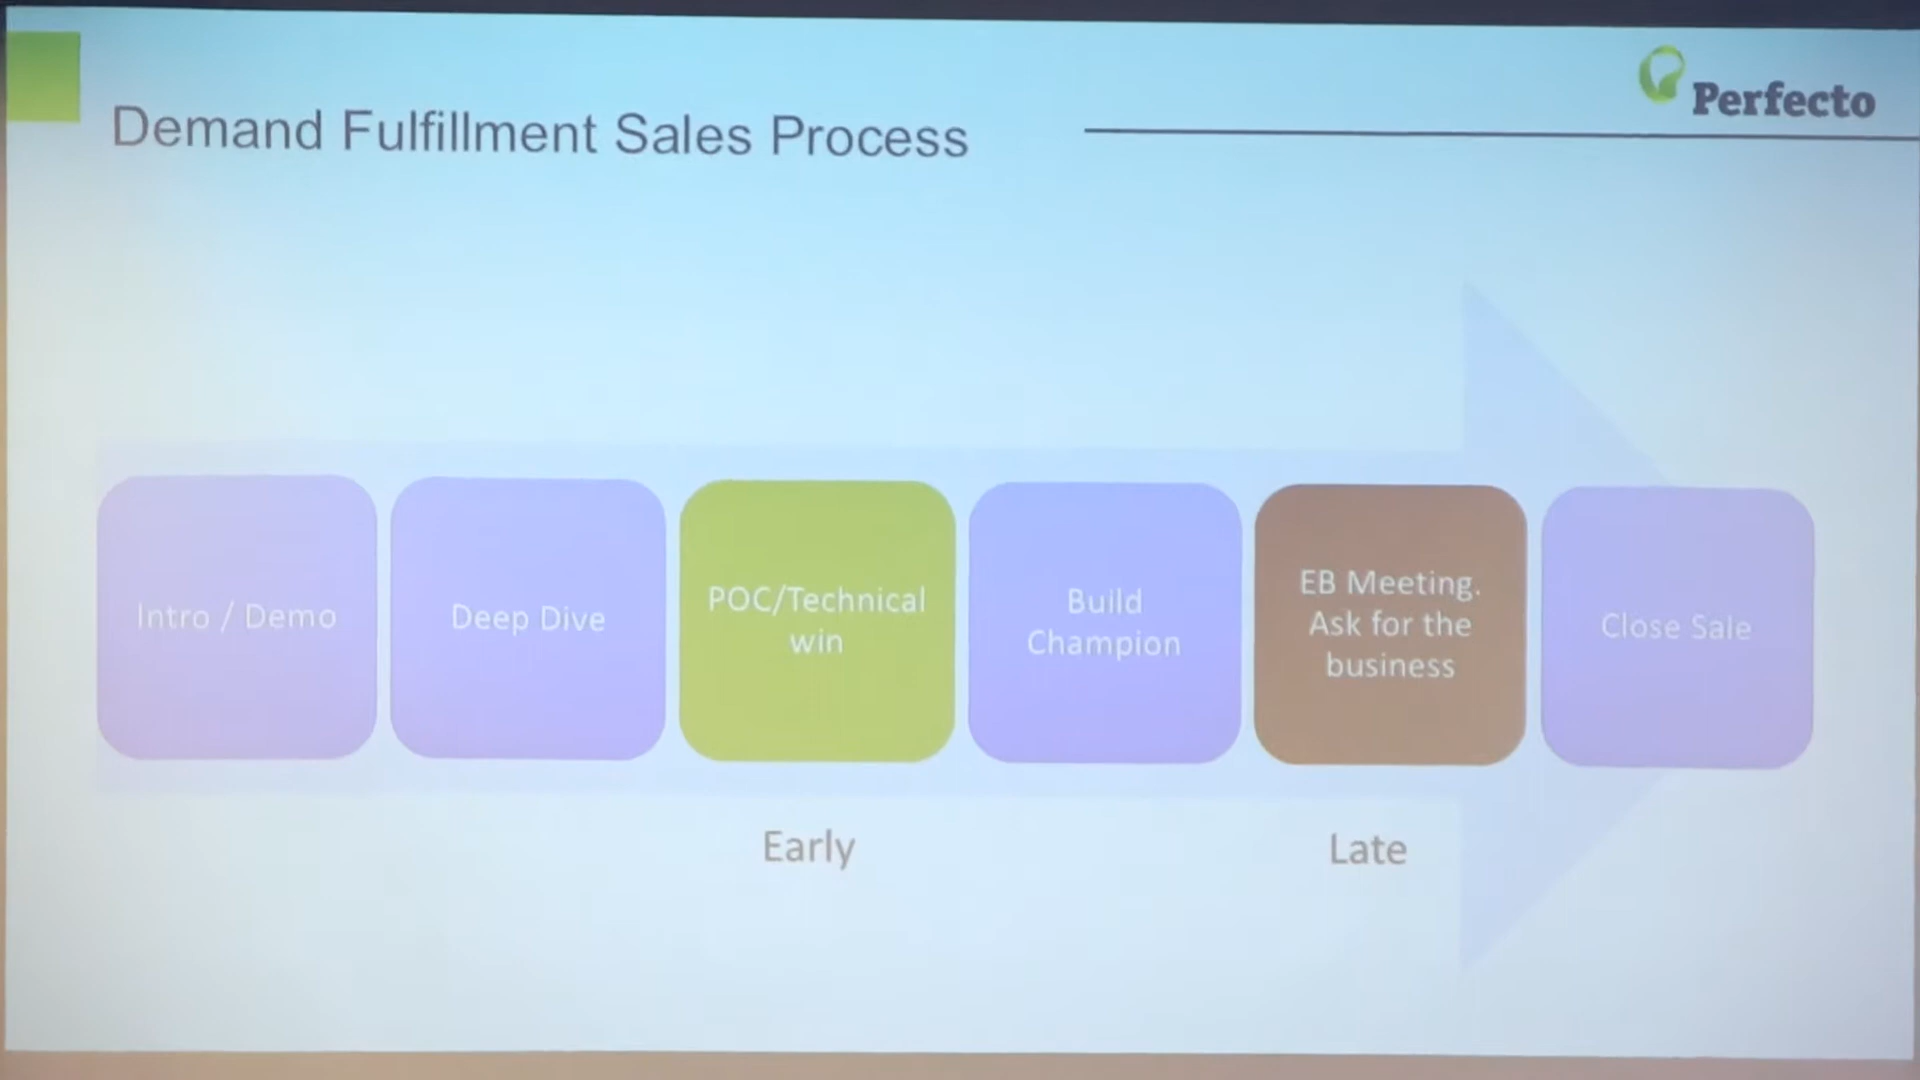 Perfecto
Demand Fulfillment Sales Process
Intro / Demo
Deep Dive
POC/Technical
win
Build
Champion
EB Meeting.
Ask for the
business
Close Sale
Early
Late